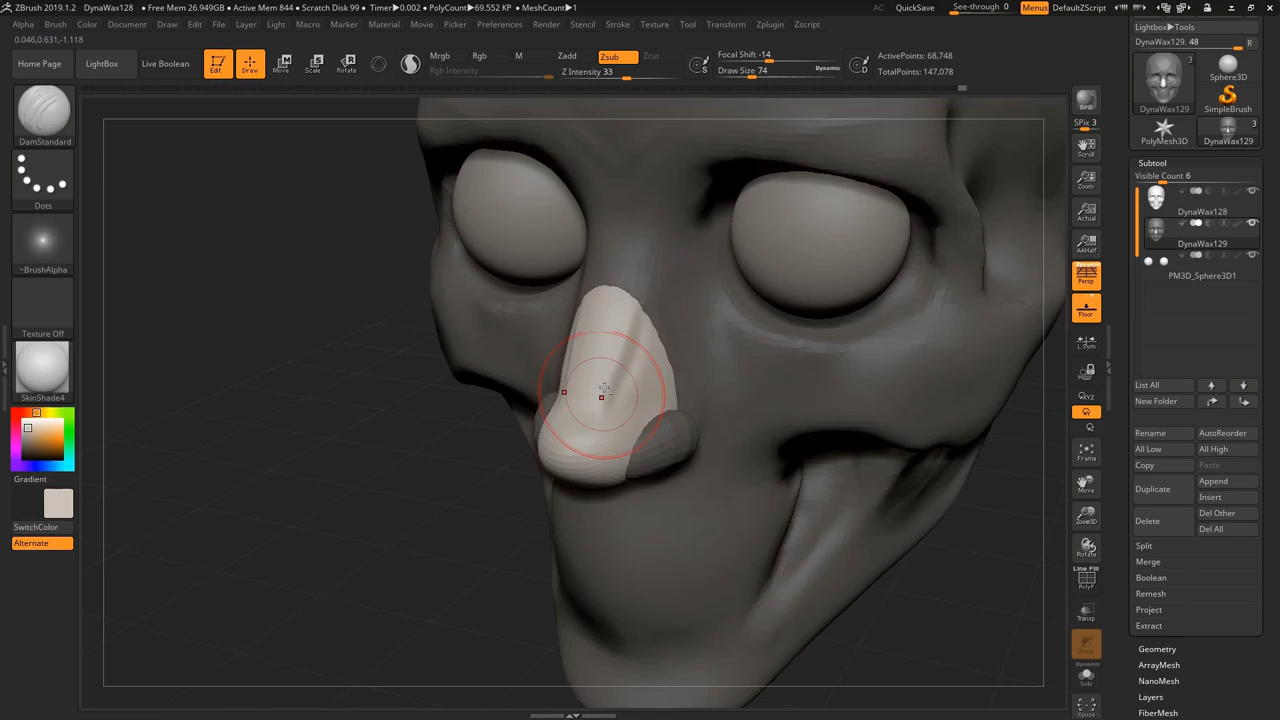 ZBrush 2019.1.2 DynaWax128 • Free Mem 26.949GB • Active Mem 844 • Scratch Disk 99 • Timer▶0.002 • PolyCount▶69.552 KP • MeshCount▶1 AC QuickSave See-through 0 Menus DefaultZScript
Alpha Brush Color Document Draw Edit File Layer Light Macro Marker Material Movie Picker Preferences Render Stencil Stroke Texture Tool Transform Zplugin Zscript
0.046,0.631,-1.118
Home Page LightBox Live Boolean Edit Draw Move Scale Rotate
Mrgb Rgb M Zadd Zsub Zcut
Rgb Intensity Z Intensity 33
Focal Shift -14
Draw Size 74 Dynamic
S D
ActivePoints: 68,748
TotalPoints: 147,078
DamStandard
Dots
~BrushAlpha
Texture Off
SkinShade4
Gradient
SwitchColor
Alternate
BPR
SPix 3
Scroll
Zoom
Actual
AAHalf
Dynamic
Persp
Floor
L.Sym
XYZ
Y
Frame
Move
Zoom3D
Rotate
Line Fill
PolyF
Transp
Dynamic
Solo
Xpose
Lightbox▶Tools
DynaWax129. 48 R
3
DynaWax129
Sphere3D
SimpleBrush
PolyMesh3D
3
DynaWax129
Subtool
Visible Count 6
DynaWax128
DynaWax129
PM3D_Sphere3D1
List All
New Folder
Rename AutoReorder
All Low All High
Copy Paste
Duplicate Append
Insert
Delete Del Other
Del All
Split
Merge
Boolean
Remesh
Project
Extract
Geometry
ArrayMesh
NanoMesh
Layers
FiberMesh